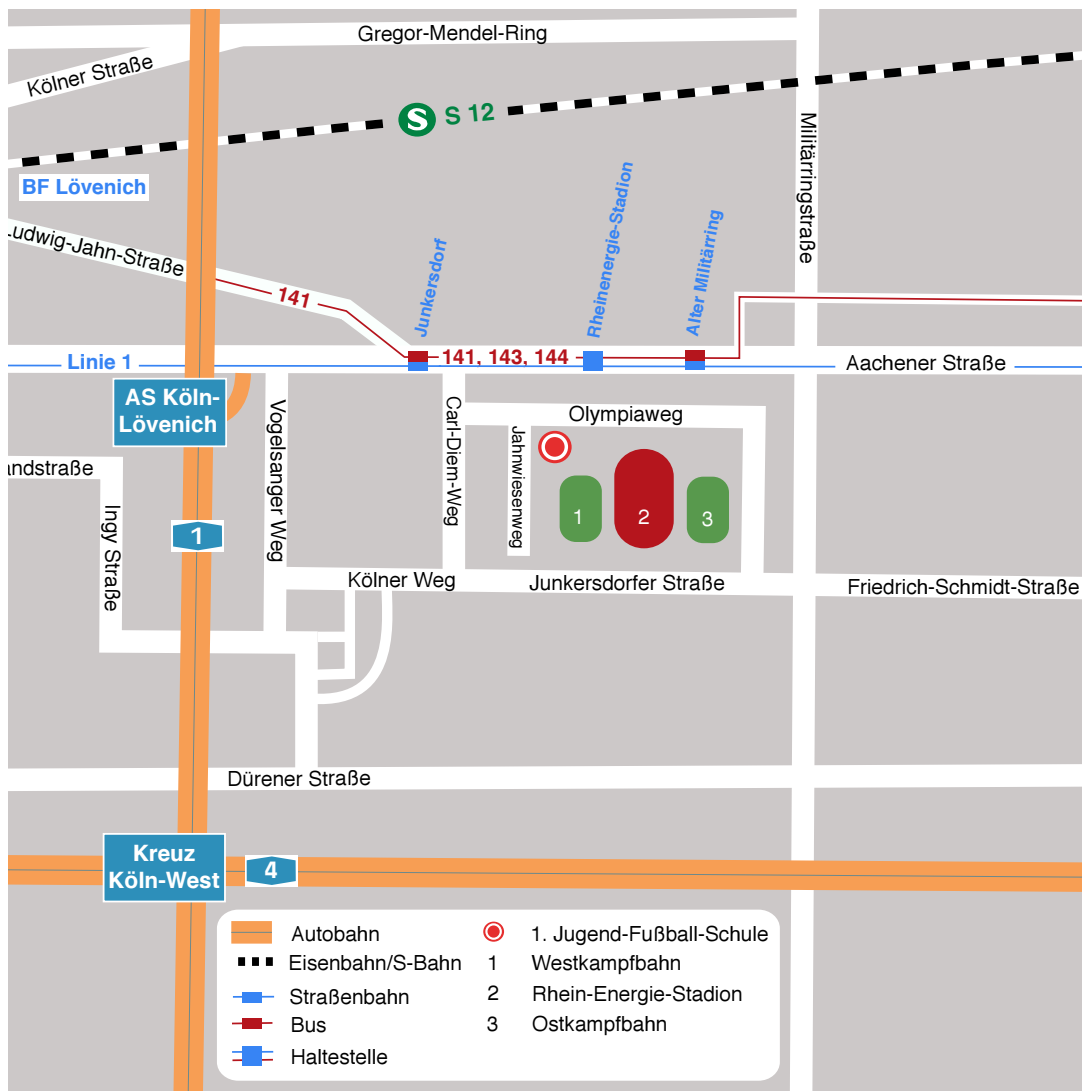 Gregor-Mendel-Ring
Kölner Straße
S S 12
Militärringstraße
BF Lövenich
Ludwig-Jahn-Straße
141
Junkersdorf
Rheinenergie-Stadion
Alter Militärring
Linie 1
141, 143, 144
Aachener Straße
AS Köln-
Lövenich
Vogelsanger Weg
Carl-Diem-Weg
Olympiaweg
Jahnwiesenweg
andstraße
Ingy Straße
1
1
2
3
Kölner Weg
Junkersdorfer Straße
Friedrich-Schmidt-Straße
Dürener Straße
Kreuz
Köln-West
4
Autobahn
Eisenbahn/S-Bahn
Straßenbahn
Bus
Haltestelle
1. Jugend-Fußball-Schule
1 Westkampfbahn
2 Rhein-Energie-Stadion
3 Ostkampfbahn